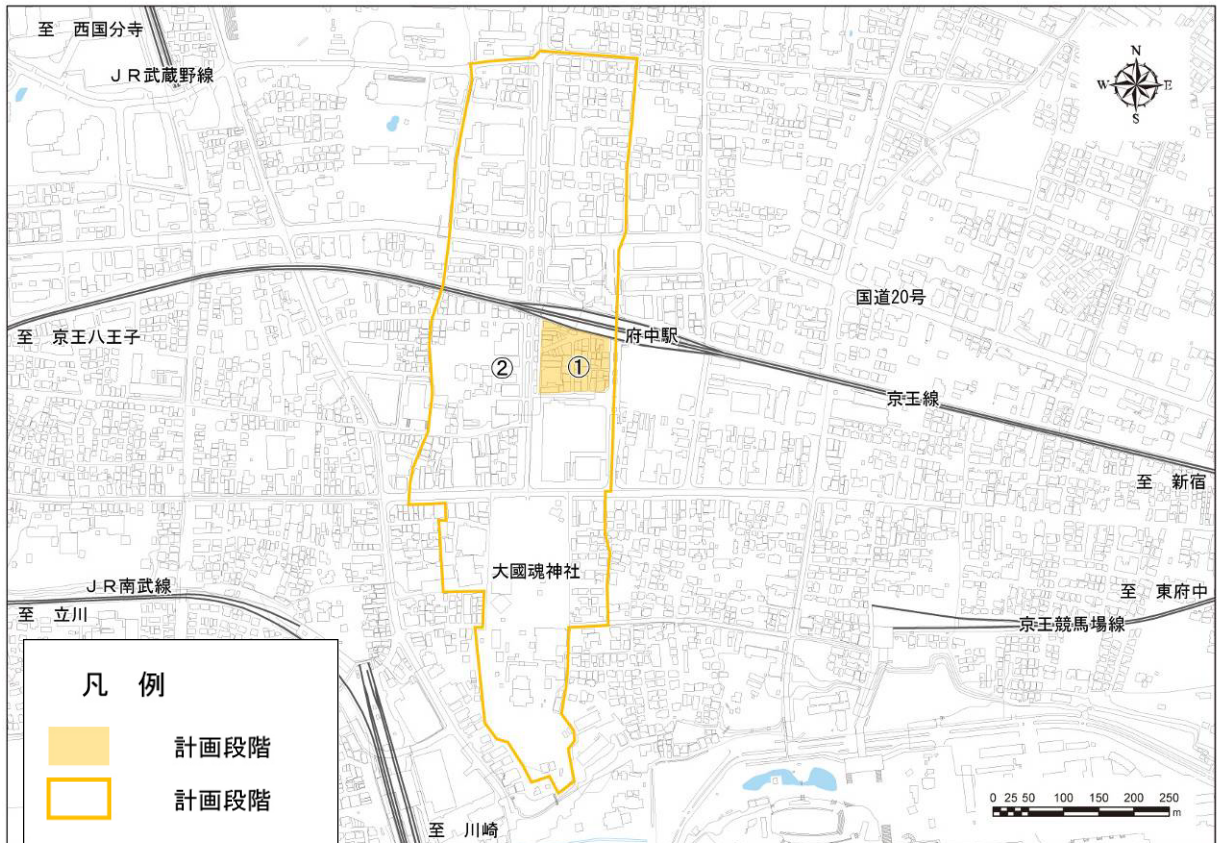 至 西国分寺
JR武蔵野線
N
W E
S
国道20号
府中駅
至 京王八王子
②
①
京王線
至 新宿
大國魂神社
JR南武線
至 立川
至 東府中
京王競馬場線
凡 例
計画段階
計画段階
0 25 50 100 150 200 250
m
至 川崎